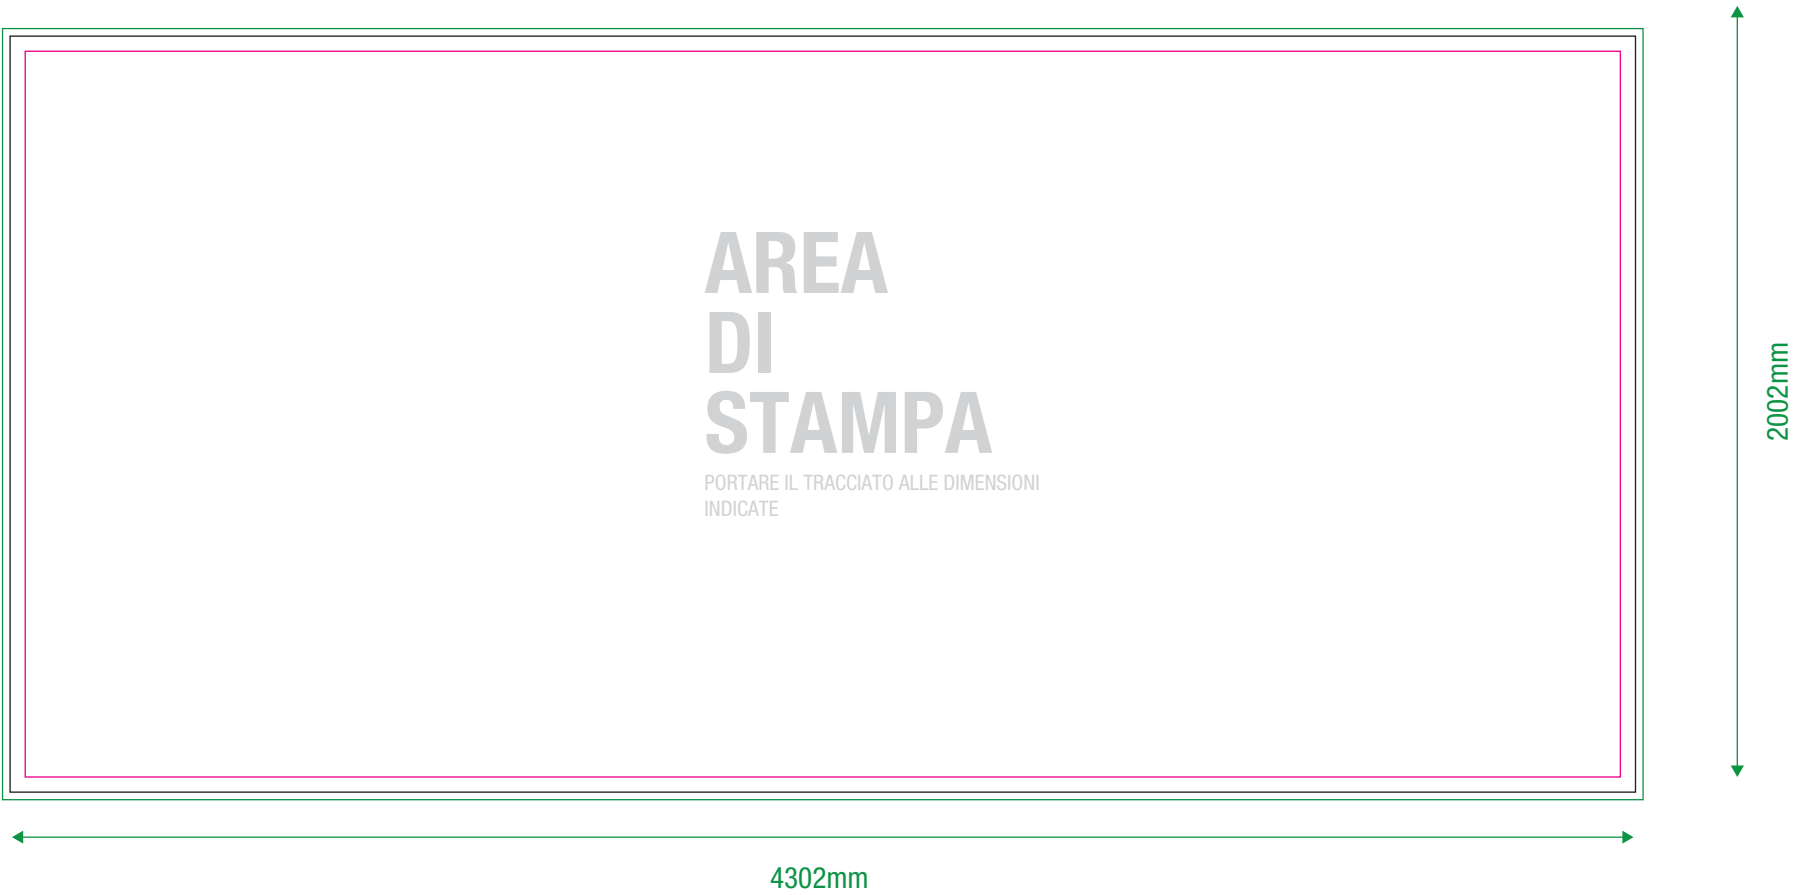 AREA
DI
STAMPA
PORTARE IL TRACCIATO ALLE DIMENSIONI
INDICATE
2002mm
4302mm